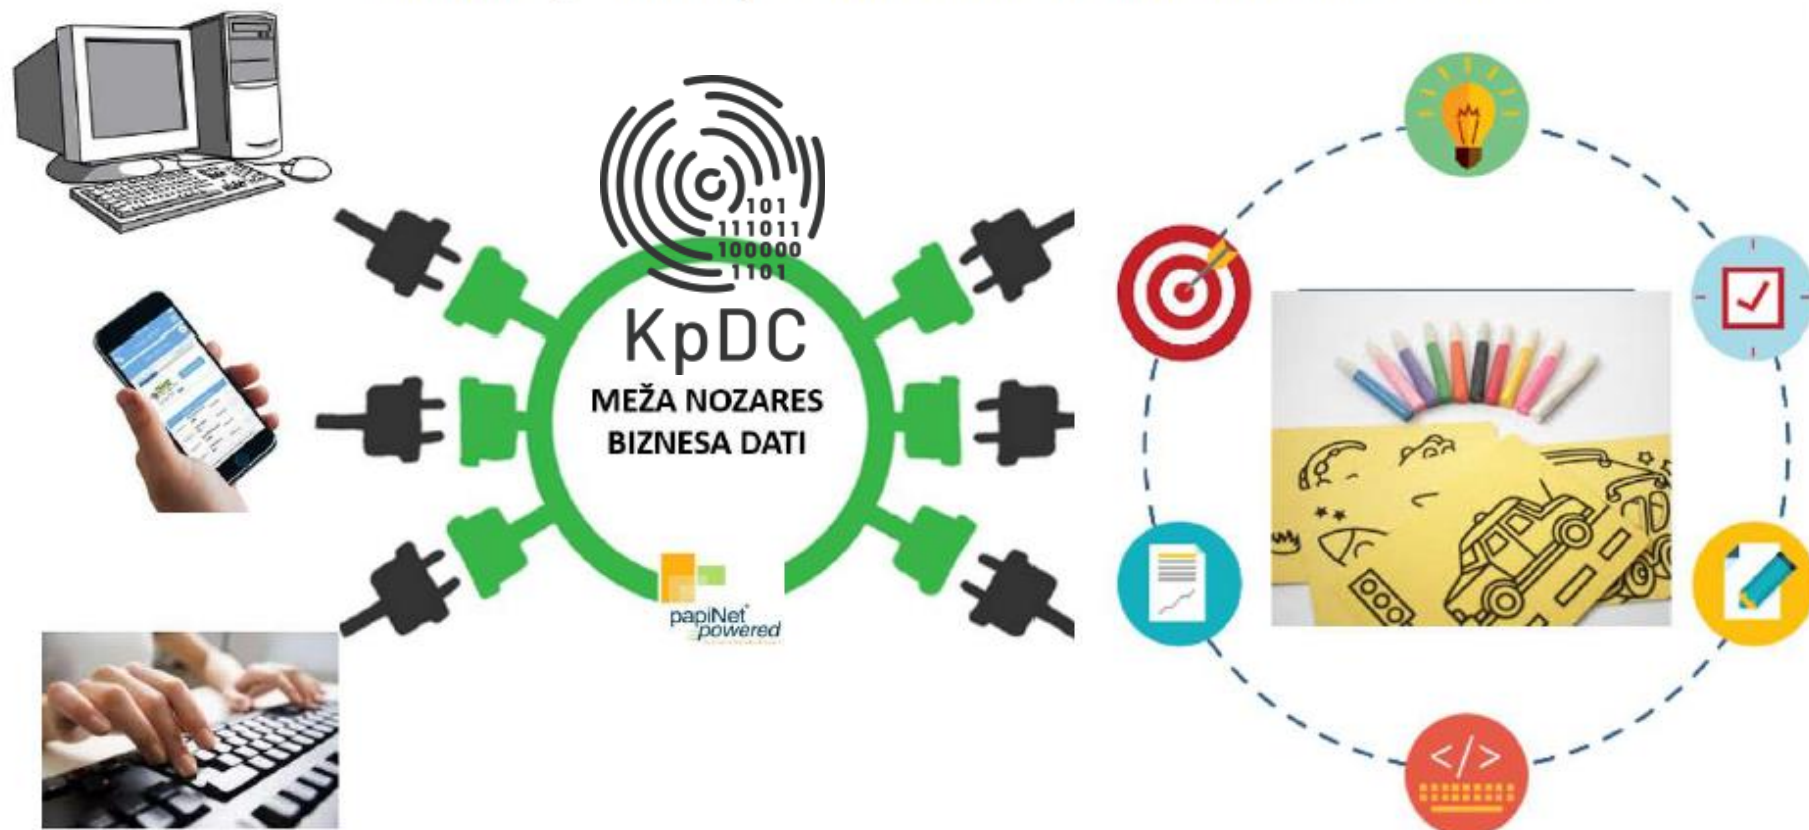 101
111011
100000
1101
KpDC
MEŽA NOZARES
BIZNESA DATI
papiNet
powered
</>